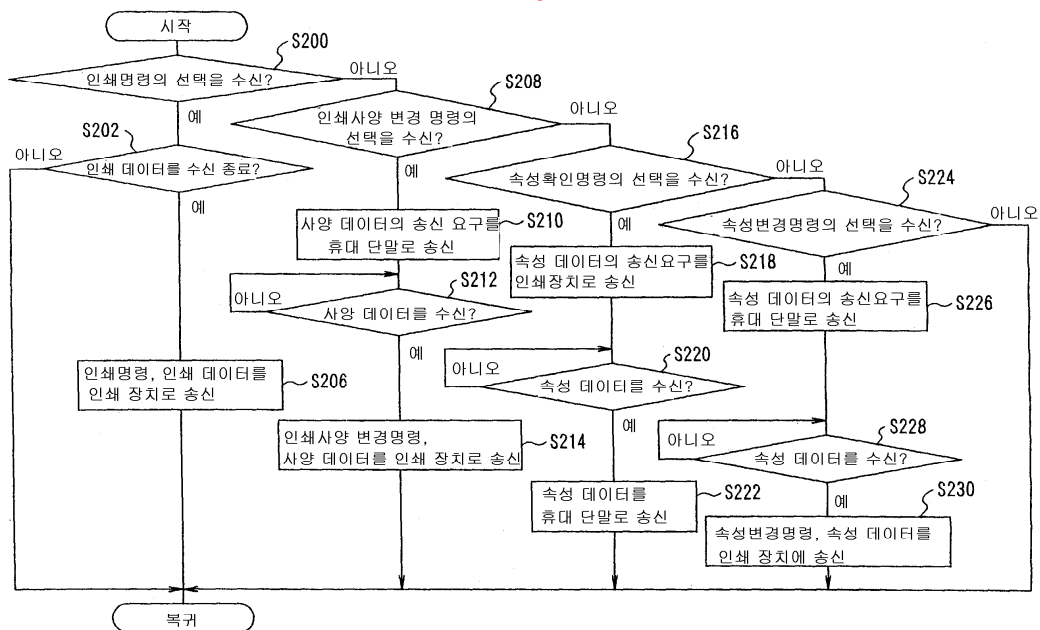 시작
S200
인쇄명령의 선택을 수신?
아니오
예
S202
아니오
인쇄 데이터를 수신 종료?
예
인쇄명령, 인쇄 데이터를
인쇄 장치로 송신
S206
S208
인쇄사양 변경 명령의
선택을 수신?
아니오
예
사양 데이터의 송신 요구를
휴대 단말로 송신
S210
S212
아니오
사양 데이터를 수신?
예
인쇄사양 변경명령,
사양 데이터를 인쇄 장치로 송신
S214
S216
속성확인명령의 선택을 수신?
아니오
예
속성 데이터의 송신요구를
인쇄장치로 송신
S218
S220
아니오
속성 데이터를 수신?
예
속성 데이터를
휴대 단말로 송신
S222
S224
속성변경명령의 선택을 수신?
아니오
예
속성 데이터의 송신요구를
휴대 단말로 송신
S226
S228
아니오
속성 데이터를 수신?
예
S230
속성변경명령, 속성 데이터를
인쇄 장치에 송신
복귀